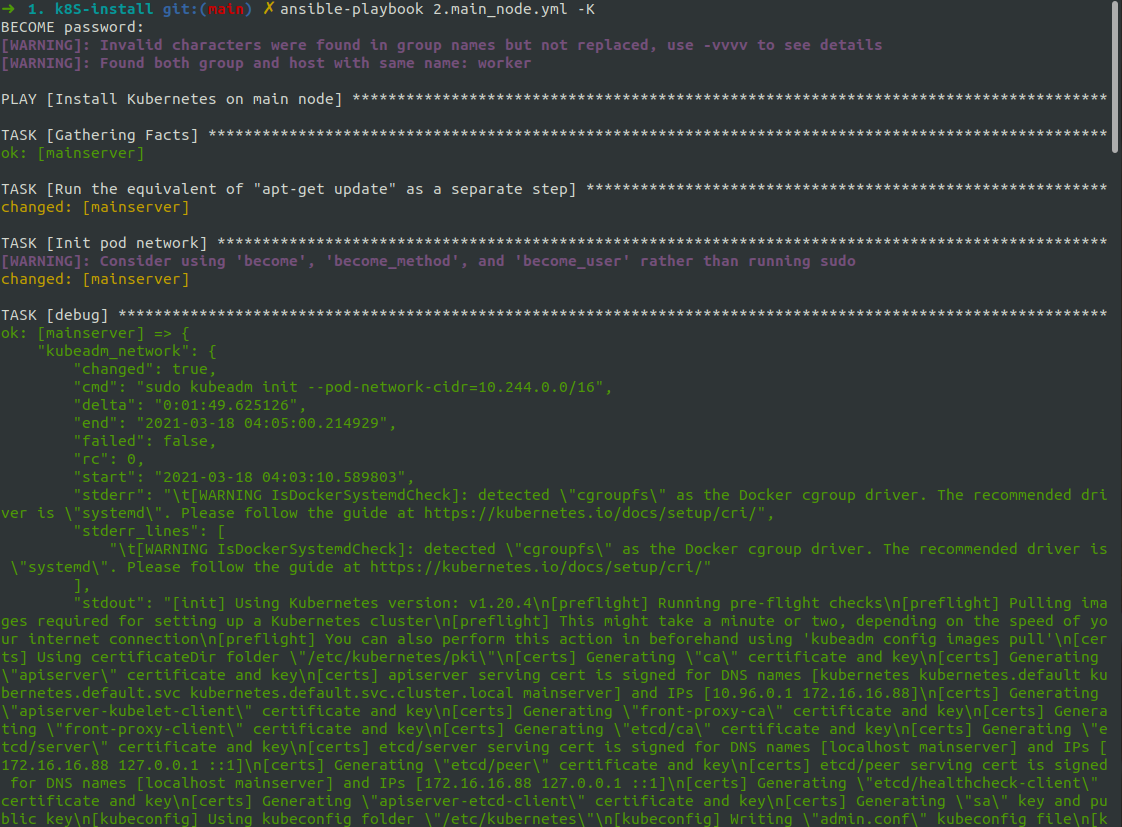 ➜ 1. k8S-install git:(main) ✗ ansible-playbook 2.main_node.yml -K
BECOME password:
[WARNING]: Invalid characters were found in group names but not replaced, use -vvvv to see details
[WARNING]: Found both group and host with same name: worker
PLAY [Install Kubernetes on main node] ************************************************************************************
TASK [Gathering Facts] ****************************************************************************************************
ok: [mainserver]
TASK [Run the equivalent of "apt-get update" as a separate step] **********************************************************
changed: [mainserver]
TASK [Init pod network] ***************************************************************************************************
[WARNING]: Consider using 'become', 'become_method', and 'become_user' rather than running sudo
changed: [mainserver]
TASK [debug] **************************************************************************************************************
ok: [mainserver] => {
    "kubeadm_network": {
        "changed": true,
        "cmd": "sudo kubeadm init --pod-network-cidr=10.244.0.0/16",
        "delta": "0:01:49.625126",
        "end": "2021-03-18 04:05:00.214929",
        "failed": false,
        "rc": 0,
        "start": "2021-03-18 04:03:10.589803",
        "stderr": "\t[WARNING IsDockerSystemdCheck]: detected \"cgroupfs\" as the Docker cgroup driver. The recommended dri
ver is \"systemd\". Please follow the guide at https://kubernetes.io/docs/setup/cri/",
        "stderr_lines": [
            "\t[WARNING IsDockerSystemdCheck]: detected \"cgroupfs\" as the Docker cgroup driver. The recommended driver is
 \"systemd\". Please follow the guide at https://kubernetes.io/docs/setup/cri/"
        ],
        "stdout": "[init] Using Kubernetes version: v1.20.4\n[preflight] Running pre-flight checks\n[preflight] Pulling ima
ges required for setting up a Kubernetes cluster\n[preflight] This might take a minute or two, depending on the speed of yo
ur internet connection\n[preflight] You can also perform this action in beforehand using 'kubeadm config images pull'\n[cer
ts] Using certificateDir folder \"/etc/kubernetes/pki\"\n[certs] Generating \"ca\" certificate and key\n[certs] Generating
\"apiserver\" certificate and key\n[certs] apiserver serving cert is signed for DNS names [kubernetes kubernetes.default ku
bernetes.default.svc kubernetes.default.svc.cluster.local mainserver] and IPs [10.96.0.1 172.16.16.88]\n[certs] Generating
\"apiserver-kubelet-client\" certificate and key\n[certs] Generating \"front-proxy-ca\" certificate and key\n[certs] Genera
ting \"front-proxy-client\" certificate and key\n[certs] Generating \"etcd/ca\" certificate and key\n[certs] Generating \"e
tcd/server\" certificate and key\n[certs] etcd/server serving cert is signed for DNS names [localhost mainserver] and IPs [
172.16.16.88 127.0.0.1 ::1]\n[certs] Generating \"etcd/peer\" certificate and key\n[certs] etcd/peer serving cert is signed
 for DNS names [localhost mainserver] and IPs [172.16.16.88 127.0.0.1 ::1]\n[certs] Generating \"etcd/healthcheck-client\"
certificate and key\n[certs] Generating \"apiserver-etcd-client\" certificate and key\n[certs] Generating \"sa\" key and pu
blic key\n[kubeconfig] Using kubeconfig folder \"/etc/kubernetes\"\n[kubeconfig] Writing \"admin.conf\" kubeconfig file\n[k